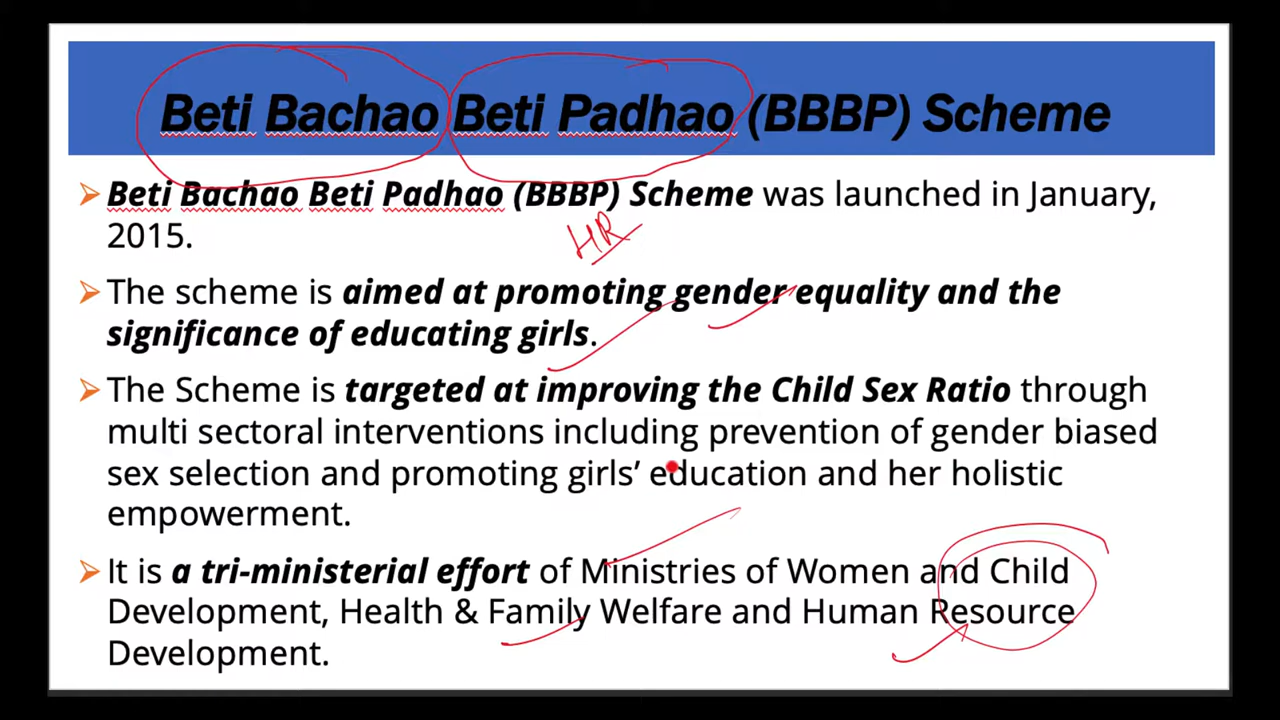 Beti Bachao Beti Padhao (BBBP) Scheme
➢ Beti Bachao Beti Padhao (BBBP) Scheme was launched in January,
2015.
HR
➢ The scheme is aimed at promoting gender equality and the
significance of educating girls.
➢ The Scheme is targeted at improving the Child Sex Ratio through
multi sectoral interventions including prevention of gender biased
sex selection and promoting girls’ education and her holistic
empowerment.
➢ It is a tri-ministerial effort of Ministries of Women and Child
Development, Health & Family Welfare and Human Resource
Development.